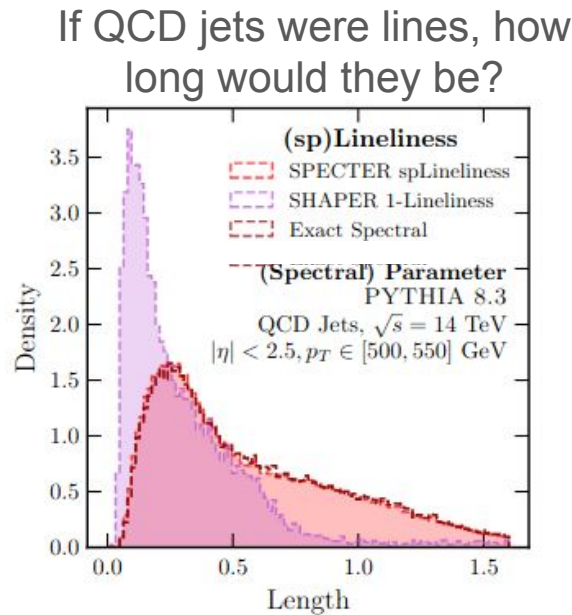 If QCD jets were lines, how
long would they be?
(sp)Lineliness
SPECTER spLineliness
SHAPER 1-Lineliness
Exact Spectral
(Spectral) Parameter
PYTHIA 8.3
QCD Jets, √s = 14 TeV
|η| < 2.5, p_T ∈ [500, 550] GeV
Density
3.5
3.0
2.5
2.0
1.5
1.0
0.5
0.0
0.0 0.5 1.0 1.5
Length